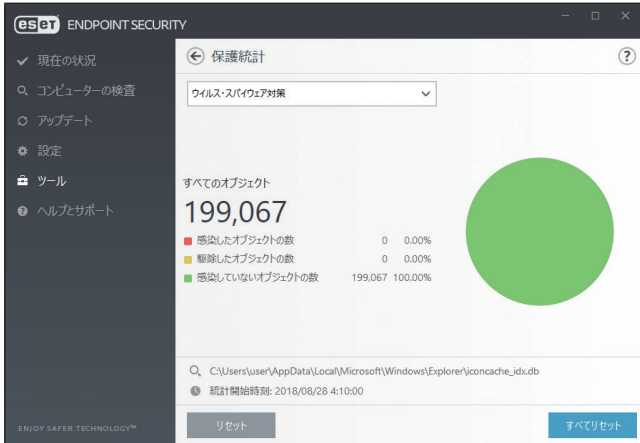 eset ENDPOINT SECURITY
現在の状況
コンピューターの検査
アップデート
設定
ツール
ヘルプとサポート
ENJOY SAFER TECHNOLOGY™
保護統計
?
ウイルス・スパイウェア対策
すべてのオブジェクト
199,067
感染したオブジェクトの数 0 0.00%
駆除したオブジェクトの数 0 0.00%
感染していないオブジェクトの数 199,067 100.00%
C:\Users\user\AppData\Local\Microsoft\Windows\Explorer\iconcache_idx.db
統計開始時刻: 2018/08/28 4:10:00
リセット
すべてリセット